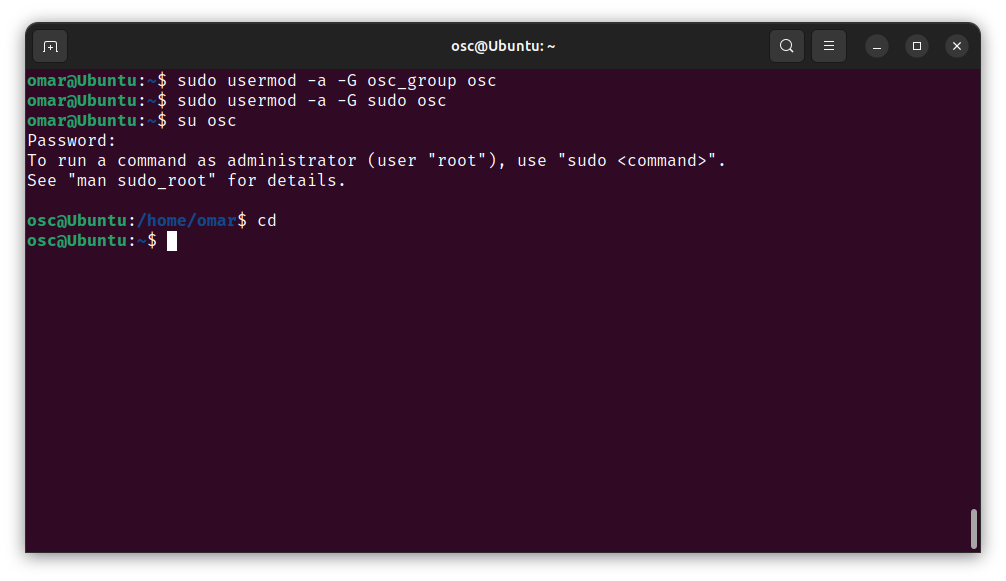 osc@Ubuntu: ~
omar@Ubuntu:~$ sudo usermod -a -G osc_group osc
omar@Ubuntu:~$ sudo usermod -a -G sudo osc
omar@Ubuntu:~$ su osc
Password:
To run a command as administrator (user "root"), use "sudo <command>".
See "man sudo_root" for details.
osc@Ubuntu:/home/omar$ cd
osc@Ubuntu:~$